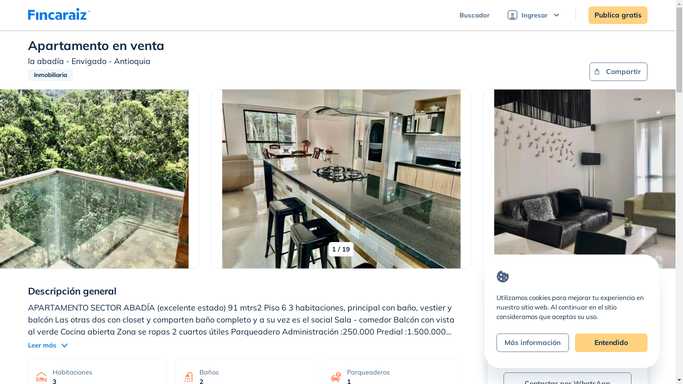 Fincaraiz
Buscador
Ingresar
Publica gratis
Apartamento en venta
la abadía - Envigado - Antioquia
Inmobiliaria
Compartir
1 / 19
Descripción general
APARTAMENTO SECTOR ABADÍA (excelente estado) 91 mtrs2 Piso 6 3 habitaciones, principal con baño, vestier y
balcón Las otras dos con closet y comparten baño completo y a su vez es el social Sala - comedor Balcón con vista
al verde Cocina abierta Zona se ropas 2 cuartos útiles Parqueadero Administración :250.000 Predial :1.500.000...
Leer más
Habitaciones
3
Baños
2
Parqueaderos
1
Utilizamos cookies para mejorar tu experiencia en
nuestro sitio web. Al continuar en el sitio
consideramos que aceptas su uso.
Más información
Entendido
Contactar por WhatsApp